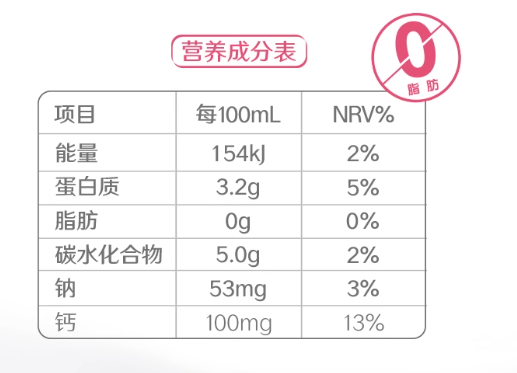 营养成分表
0
脂肪
项目 每100mL NRV%
能量 154kJ 2%
蛋白质 3.2g 5%
脂肪 0g 0%
碳水化合物 5.0g 2%
钠 53mg 3%
钙 100mg 13%